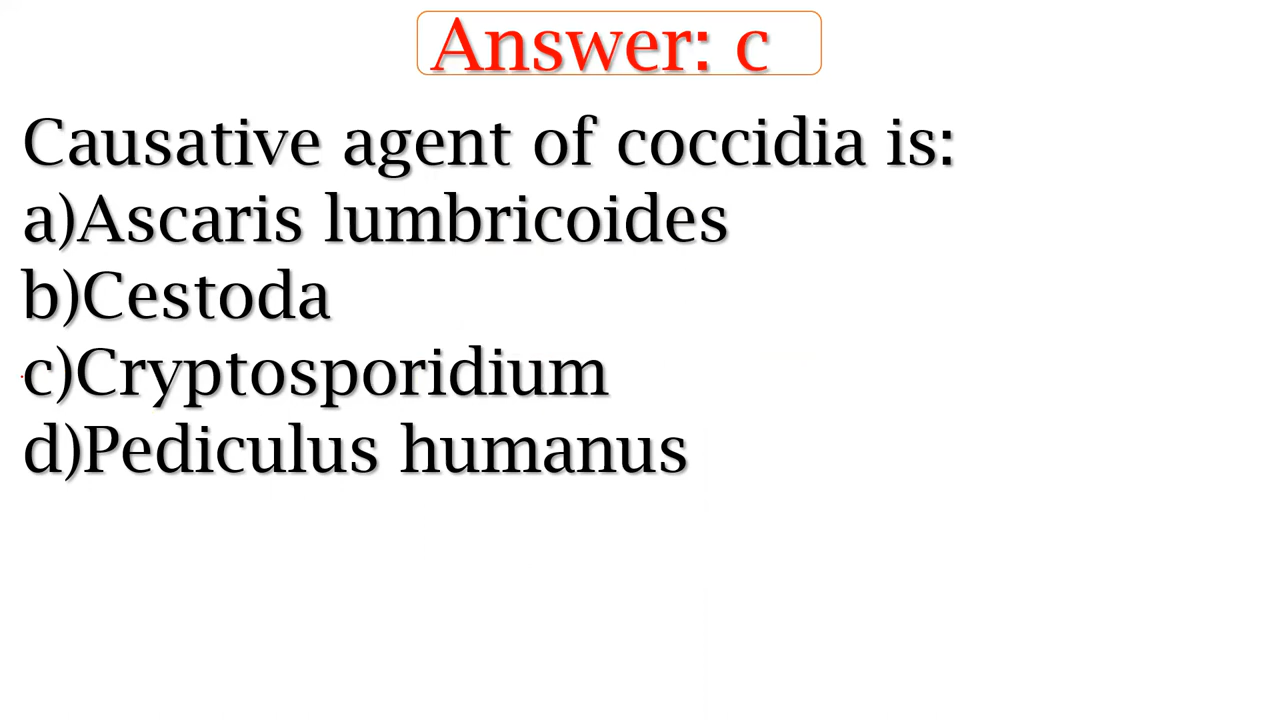 Answer: c
Causative agent of coccidia is:
a)Ascaris lumbricoides
b)Cestoda
c)Cryptosporidium
d)Pediculus humanus